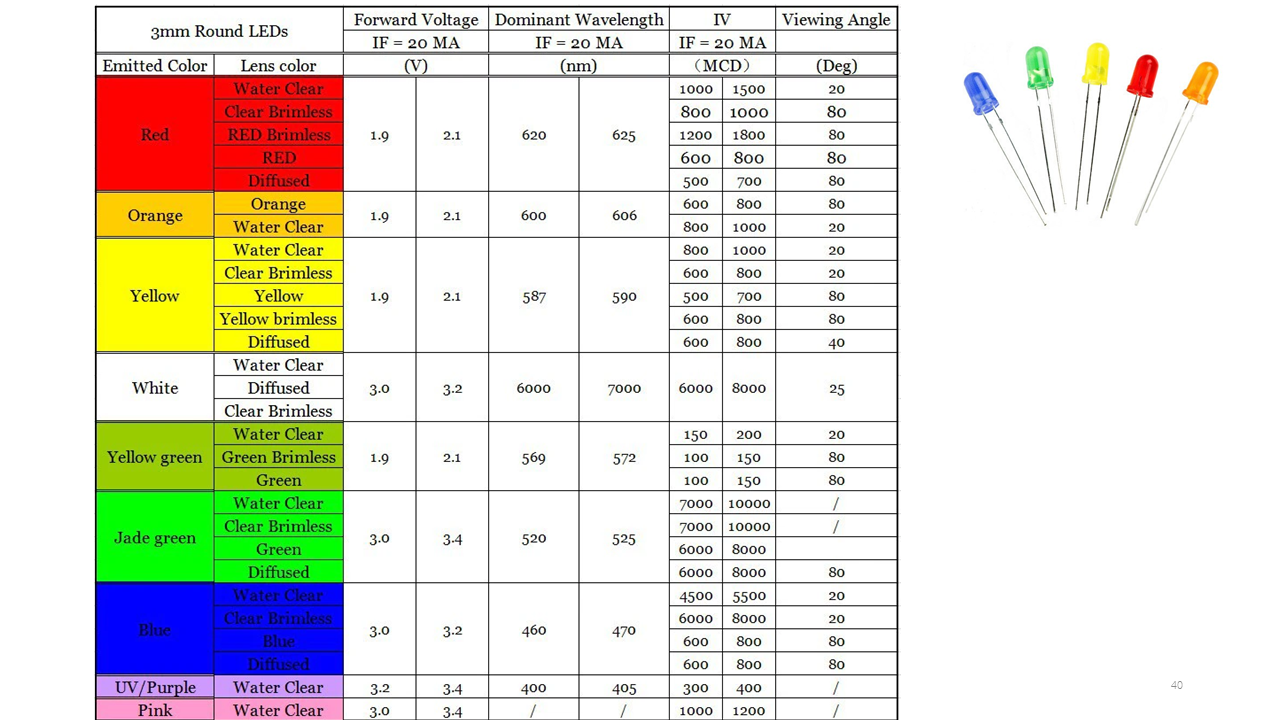 3mm Round LEDs Forward Voltage Dominant Wavelength IV Viewing Angle
IF = 20 MA IF = 20 MA IF = 20 MA
Emitted Color Lens color (V) (nm) (MCD) (Deg)
Red Water Clear 1.9 2.1 620 625 1000 1500 20
Clear Brimless 800 1000 80
RED Brimless 1200 1800 80
RED 600 800 80
Diffused 500 700 80
Orange Orange 1.9 2.1 600 606 600 800 80
Water Clear 800 1000 20
Yellow Water Clear 1.9 2.1 587 590 800 1000 20
Clear Brimless 600 800 20
Yellow 500 700 80
Yellow brimless 600 800 80
Diffused 600 800 40
White Water Clear 3.0 3.2 6000 7000 6000 8000 25
Diffused
Clear Brimless
Yellow green Water Clear 1.9 2.1 569 572 150 200 20
Green Brimless 100 150 80
Green 100 150 80
Jade green Water Clear 3.0 3.4 520 525 7000 10000 /
Clear Brimless 7000 10000 /
Green 6000 8000
Diffused 6000 8000 80
Blue Water Clear 3.0 3.2 460 470 4500 5500 20
Clear Brimless 6000 8000 20
Blue 600 800 80
Diffused 600 800 80
UV/Purple Water Clear 3.2 3.4 400 405 300 400 /
Pink Water Clear 3.0 3.4 / / 1000 1200 /
40